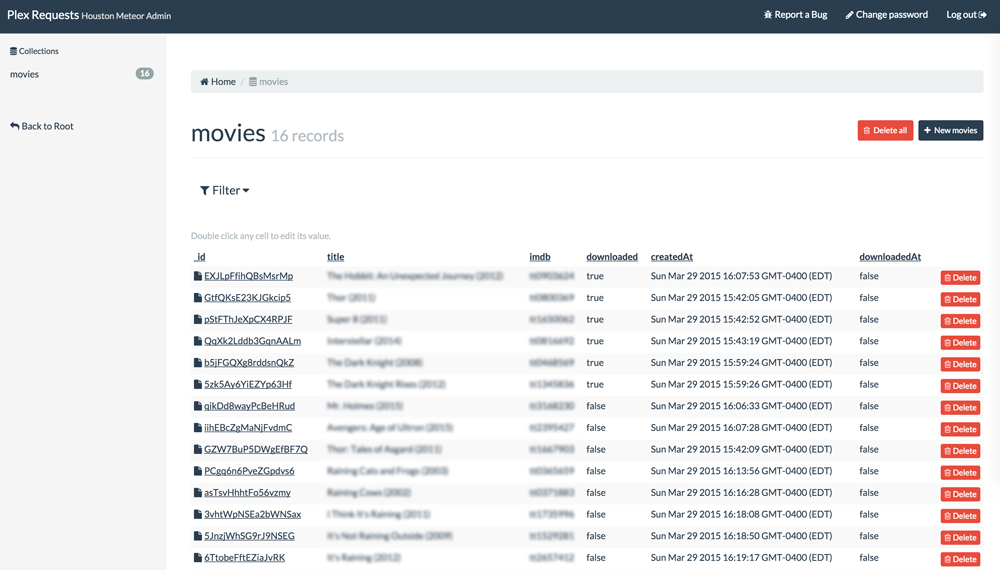 Plex Requests Houston Meteor Admin Report a Bug Change password Log out
Collections
movies 16
Back to Root
Home / movies
movies 16 records Delete all + New movies
Filter
Double click any cell to edit its value.
_id title imdb downloaded createdAt downloadedAt
EXJLpFfihQBsMsrMp The Hobbit: An Unexpected Journey (2012) tt0903624 true Sun Mar 29 2015 16:07:53 GMT-0400 (EDT) false Delete
GtfQKsE23KJGkcip5 Thor (2011) tt0800369 true Sun Mar 29 2015 15:42:05 GMT-0400 (EDT) false Delete
pStFThJeXpCX4RPJF Super 8 (2011) tt1650062 true Sun Mar 29 2015 15:42:52 GMT-0400 (EDT) false Delete
QqXk2Lddb3GqnAALm Interstellar (2014) tt0816692 true Sun Mar 29 2015 15:43:19 GMT-0400 (EDT) false Delete
b5jFGQXg8rddsnQkZ The Dark Knight (2008) tt0468569 true Sun Mar 29 2015 15:59:24 GMT-0400 (EDT) false Delete
5zk5Ay6YiEZYp63Hf The Dark Knight Rises (2012) tt1345836 true Sun Mar 29 2015 15:59:26 GMT-0400 (EDT) false Delete
qikDd8wayPcBeHRud Mr. Holmes (2015) tt3168230 false Sun Mar 29 2015 16:06:33 GMT-0400 (EDT) false Delete
iihEBcZgMaNjFvdmC Avengers: Age of Ultron (2015) tt2395427 false Sun Mar 29 2015 16:07:28 GMT-0400 (EDT) false Delete
GZW7BuP5DWgEfBF7Q Thor: Tales of Asgard (2011) tt1667903 false Sun Mar 29 2015 15:42:09 GMT-0400 (EDT) false Delete
PCgq6n6PveZGpdvs6 Raining Cats and Frogs (2003) tt0365659 false Sun Mar 29 2015 16:13:56 GMT-0400 (EDT) false Delete
asTsvHhhtFo56vzmy Raining Cows (2002) tt0371883 false Sun Mar 29 2015 16:16:28 GMT-0400 (EDT) false Delete
3vhtWpNSEa2bWNSax I Think It's Raining (2011) tt1735996 false Sun Mar 29 2015 16:18:08 GMT-0400 (EDT) false Delete
5JnzjWhSG9rJ9NSEG It's Not Raining Outside (2009) tt1529281 false Sun Mar 29 2015 16:18:50 GMT-0400 (EDT) false Delete
6TtobeFftEZiaJvRK It's Raining (2012) tt2657412 false Sun Mar 29 2015 16:19:17 GMT-0400 (EDT) false Delete